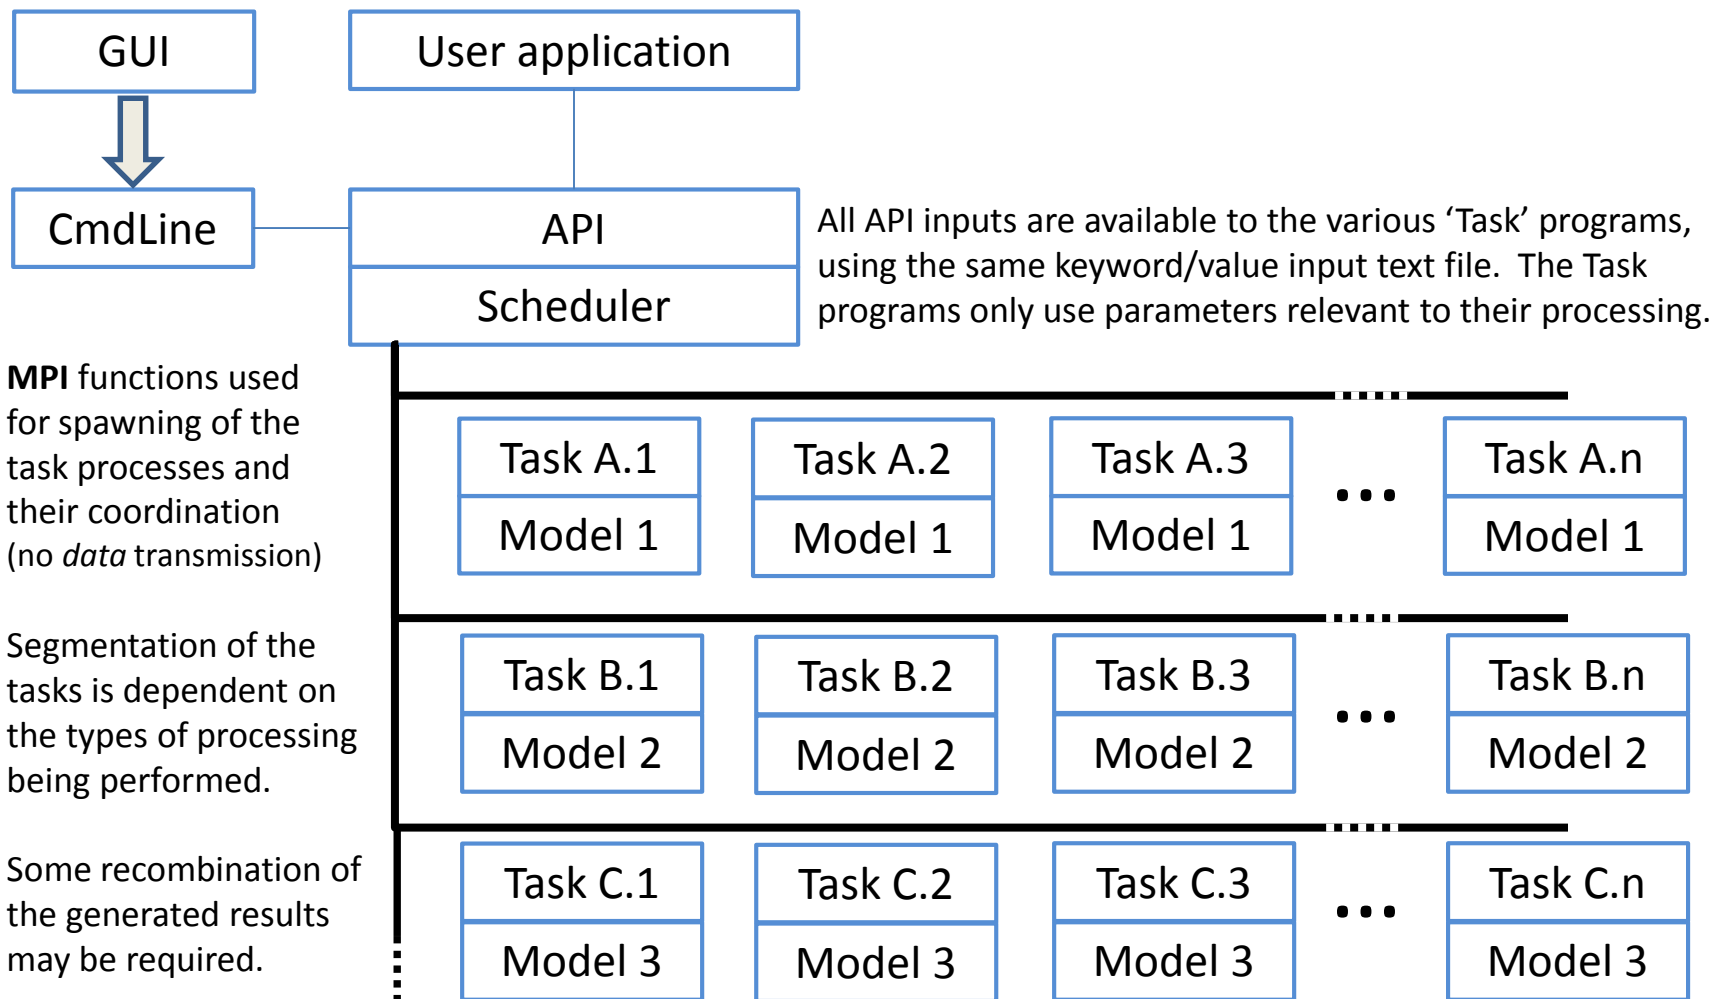 GUI
User application
CmdLine
API
Scheduler
All API inputs are available to the various ‘Task’ programs,
using the same keyword/value input text file.  The Task
programs only use parameters relevant to their processing.
MPI functions used
for spawning of the
task processes and
their coordination
(no data transmission)
Segmentation of the
tasks is dependent on
the types of processing
being performed.
Some recombination of
the generated results
may be required.
Task A.1
Model 1
Task A.2
Model 1
Task A.3
Model 1
...
Task A.n
Model 1
Task B.1
Model 2
Task B.2
Model 2
Task B.3
Model 2
...
Task B.n
Model 2
Task C.1
Model 3
Task C.2
Model 3
Task C.3
Model 3
...
Task C.n
Model 3